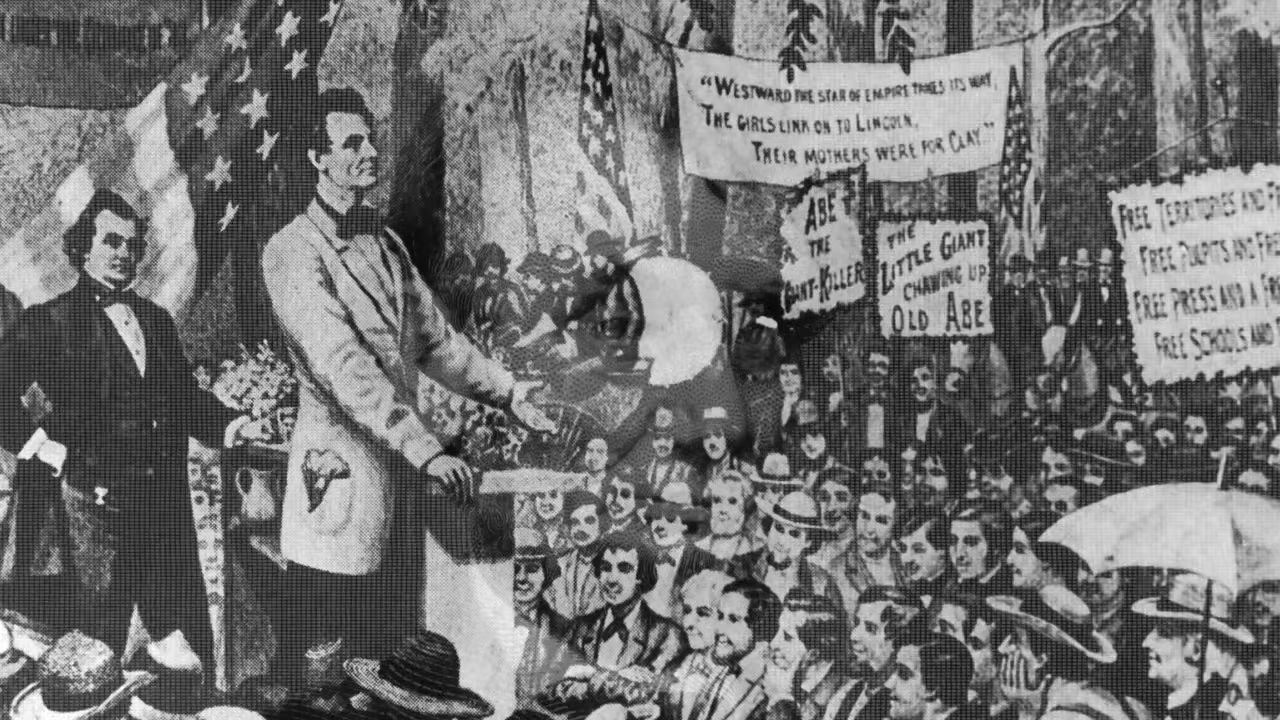 "WESTWARD THE STAR OF EMPIRE TAKES ITS WAY,
THE GIRLS LINK ON TO LINCOLN,
THEIR MOTHERS WERE FOR CLAY."
ABE
THE
GIANT-KILLER
THE
LITTLE GIANT
CHAWING UP
OLD ABE
FREE TERRITORIES AND
FREE PULPITS AND
FREE PRESS AND A
FREE SCHOOLS AND